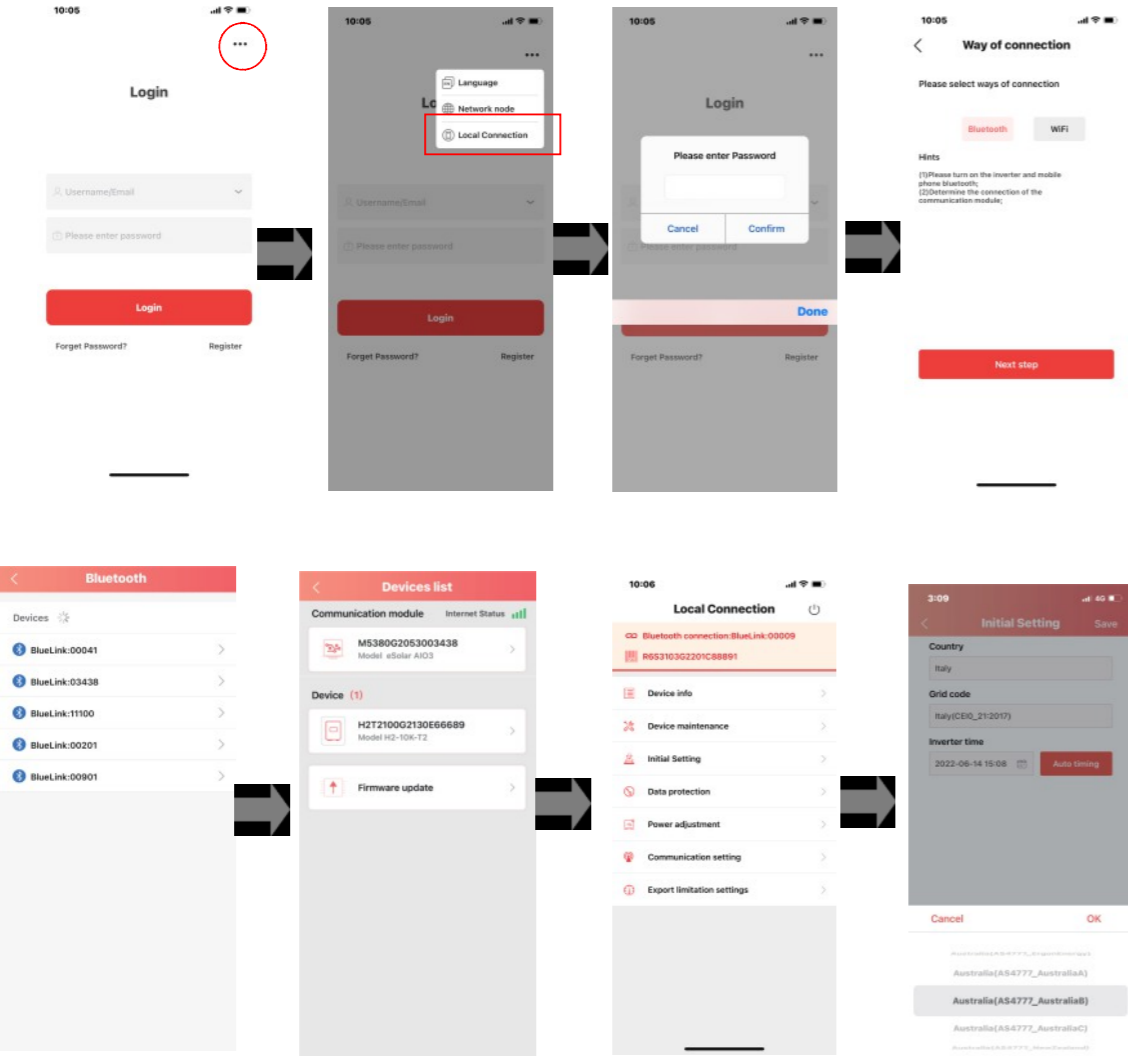 10:05
•••
Login
Username/Email
Please enter password
Login
Forget Password?
Register
10:05
•••
Language
Network node
Local Connection
Username/Email
Please enter password
Login
Forget Password?
Register
10:05
•••
Login
Please enter Password
Cancel
Confirm
Please enter password
Done
Forget Password?
Register
10:05
Way of connection
Please select ways of connection
Bluetooth
WiFi
Hints
(1)Please turn on the inverter and mobile
phone bluetooth;
(2)Determine the connection of the
communication module;
Next step
Bluetooth
Devices
BlueLink:00041
BlueLink:03438
BlueLink:11100
BlueLink:00201
BlueLink:00901
Devices list
Communication module Internet Status
M5380G2053003438
Model eSolar AIO3
Device (1)
H2T2100G2130E66689
Model H2-10K-T2
Firmware update
10:06
Local Connection
Bluetooth connection:BlueLink:00009
R6S3103G2201C88891
Device info
Device maintenance
Initial Setting
Data protection
Power adjustment
Communication setting
Export limitation settings
3:09
4G
Initial Setting
Save
Country
Italy
Grid code
Italy(CEI0_21:2017)
Inverter time
2022-06-14 15:08
Auto timing
Cancel
OK
Australia(AS4777_AustraliaA)
Australia(AS4777_AustraliaB)
Australia(AS4777_AustraliaC)